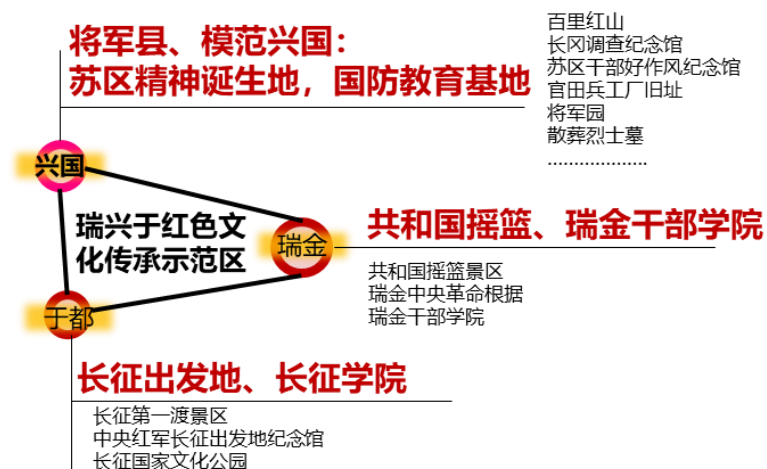 将军县、模范兴国：
苏区精神诞生地，国防教育基地
百里红山
长冈调查纪念馆
苏区干部好作风纪念馆
官田兵工厂旧址
将军园
散葬烈士墓
...................
兴国
瑞兴于红色文
化传承示范区
瑞金
共和国摇篮、瑞金干部学院
共和国摇篮景区
瑞金中央革命根据
瑞金干部学院
于都
长征出发地、长征学院
长征第一渡景区
中央红军长征出发地纪念馆
长征国家文化公园